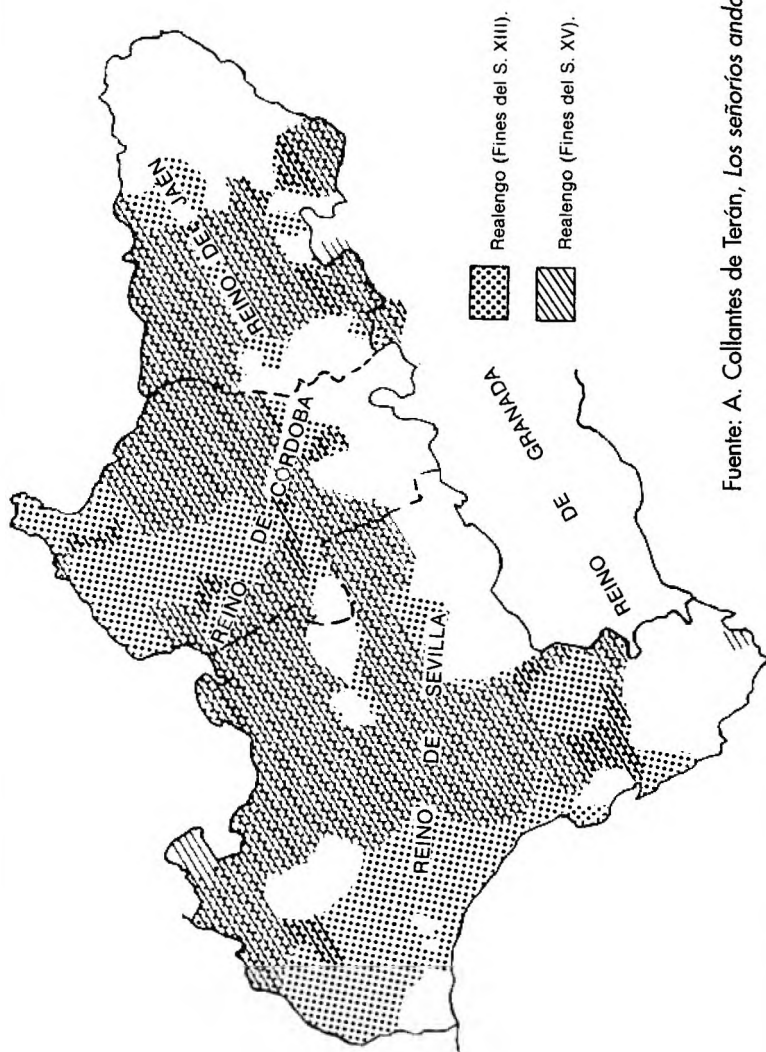 REINO DE JAÉN
REINO DE CÓRDOBA
REINO DE SEVILLA
REINO DE GRANADA
Realengo (Fines del S. XIII).
Realengo (Fines del S. XV).
Fuente: A. Collantes de Terán, Los señoríos